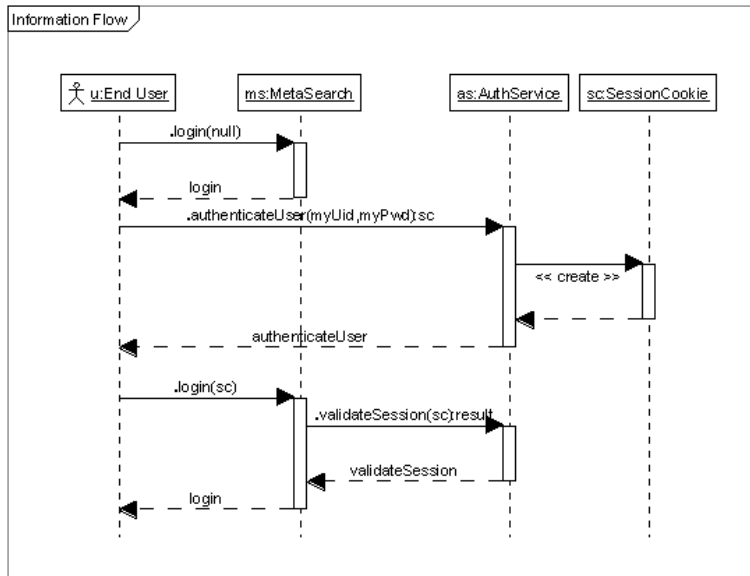 Information Flow
u:End User
ms:MetaSearch
as:AuthService
sc:SessionCookie
.login(null)
login
.authenticateUser(myUid,myPwd):sc
<< create >>
authenticateUser
.login(sc)
.validateSession(sc):result
validateSession
login